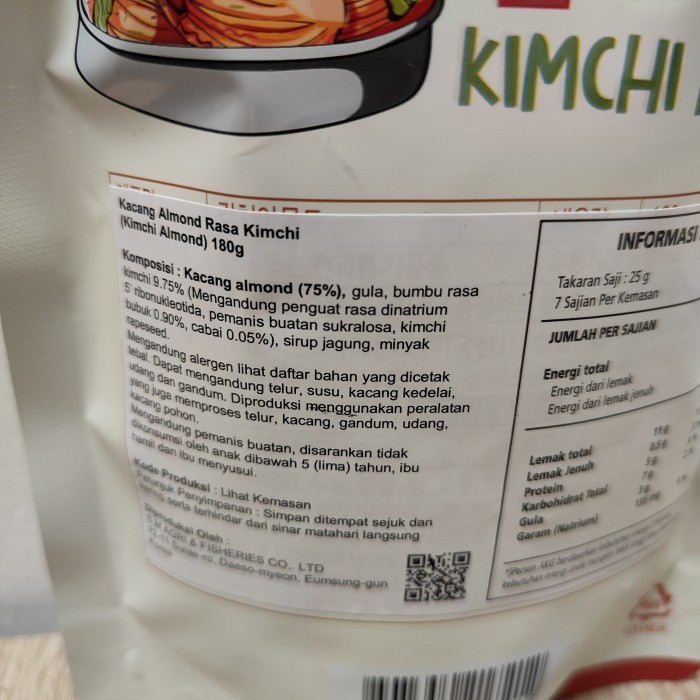 KIMCHI
Kacang Almond Rasa Kimchi
(Kimchi Almond) 180g
Komposisi : Kacang almond (75%), gula, bumbu rasa
kimchi 9.75% (Mengandung penguat rasa dinatrium
5' ribonukleotida, pemanis buatan sukralosa, kimchi
bubuk 0.90%, cabai 0.05%), sirup jagung, minyak
rapeseed.
Mengandung alergen lihat daftar bahan yang dicetak
tebal. Dapat mengandung telur, susu, kacang kedelai,
udang dan gandum. Diproduksi menggunakan peralatan
yang juga memproses telur, kacang, gandum, udang,
kacang pohon.
Mengandung pemanis buatan, disarankan tidak
dikonsumsi oleh anak dibawah 5 (lima) tahun, ibu
hamil dan ibu menyusui.
Kode Produksi : Lihat Kemasan
Petunjuk Penyimpanan : Simpan ditempat sejuk dan
kering serta terhindar dari sinar matahari langsung
Diproduksi Oleh :
AGRI & FISHERIES CO,. LTD
Daeso-myeon, Eumsung-gun
INFORMASI
Takaran Saji : 25 g
7 Sajian Per Kemasan
JUMLAH PER SAJIAN
Energi total
Energi dari lemak
Energi dari lemak jenuh
Lemak total
Lemak Jenuh
Protein
Karbohidrat Total
Gula
Garam (Natrium)